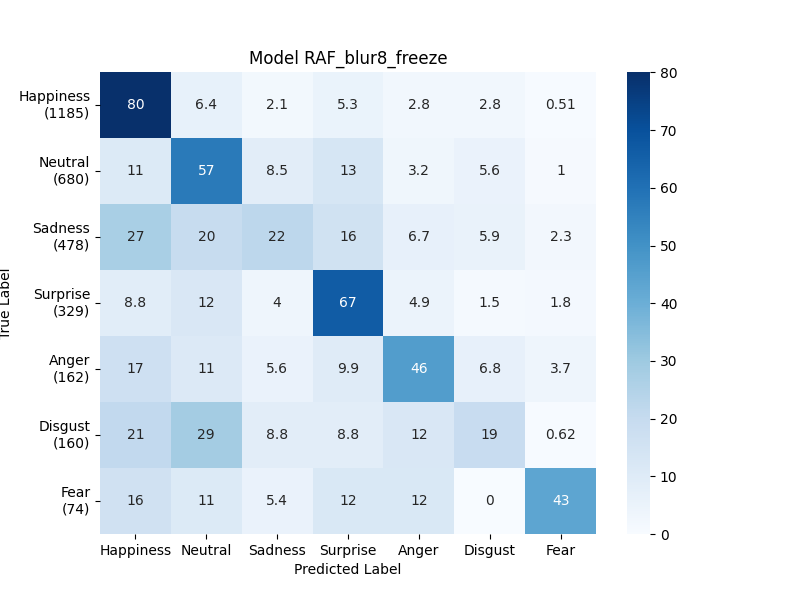 Model RAF_blur8_freeze
Happiness
(1185)
80 6.4 2.1 5.3 2.8 2.8 0.51
Neutral
(680)
11 57 8.5 13 3.2 5.6 1
Sadness
(478)
27 20 22 16 6.7 5.9 2.3
Surprise
(329)
8.8 12 4 67 4.9 1.5 1.8
Anger
(162)
17 11 5.6 9.9 46 6.8 3.7
Disgust
(160)
21 29 8.8 8.8 12 19 0.62
Fear
(74)
16 11 5.4 12 12 0 43
Happiness Neutral Sadness Surprise Anger Disgust Fear
Predicted Label
True Label
80
70
60
50
40
30
20
10
0